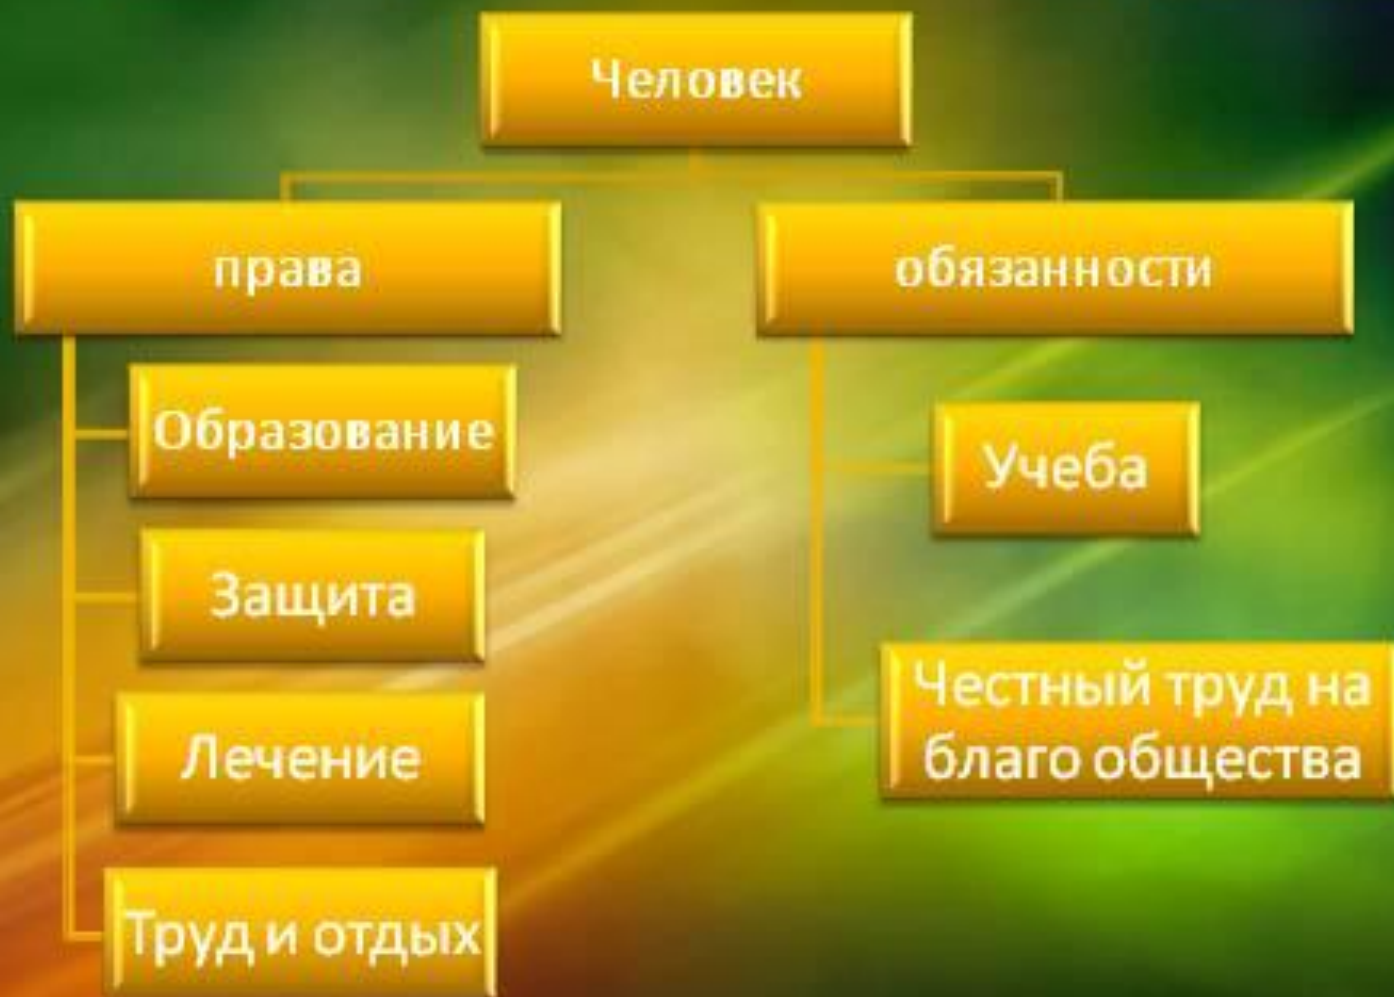 Человек
права
обязанности
Образование
Защита
Лечение
Труд и отдых
Учеба
Честный труд на
благо общества